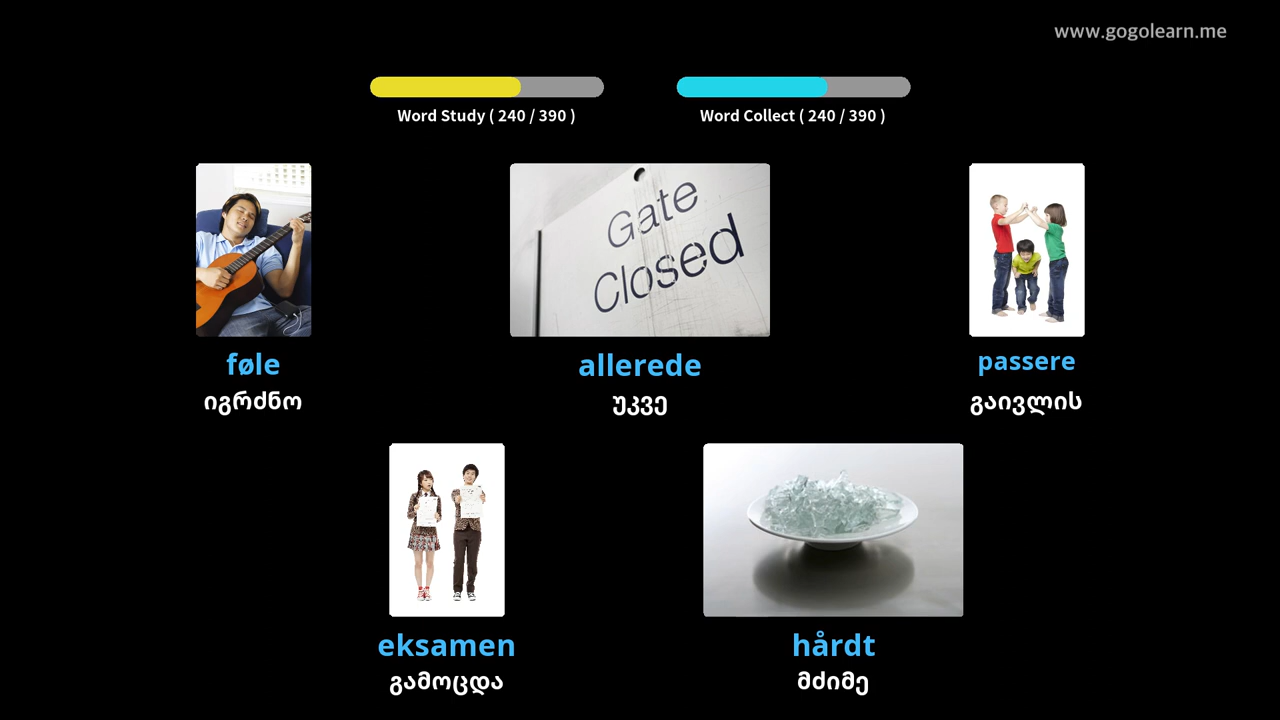 www.gogolearn.me
Word Study ( 240 / 390 )
Word Collect ( 240 / 390 )
Gate
Closed
føle
allerede
passere
იგრძნო
უკვე
გაივლის
eksamen
hårdt
გამოცდა
მძიმე